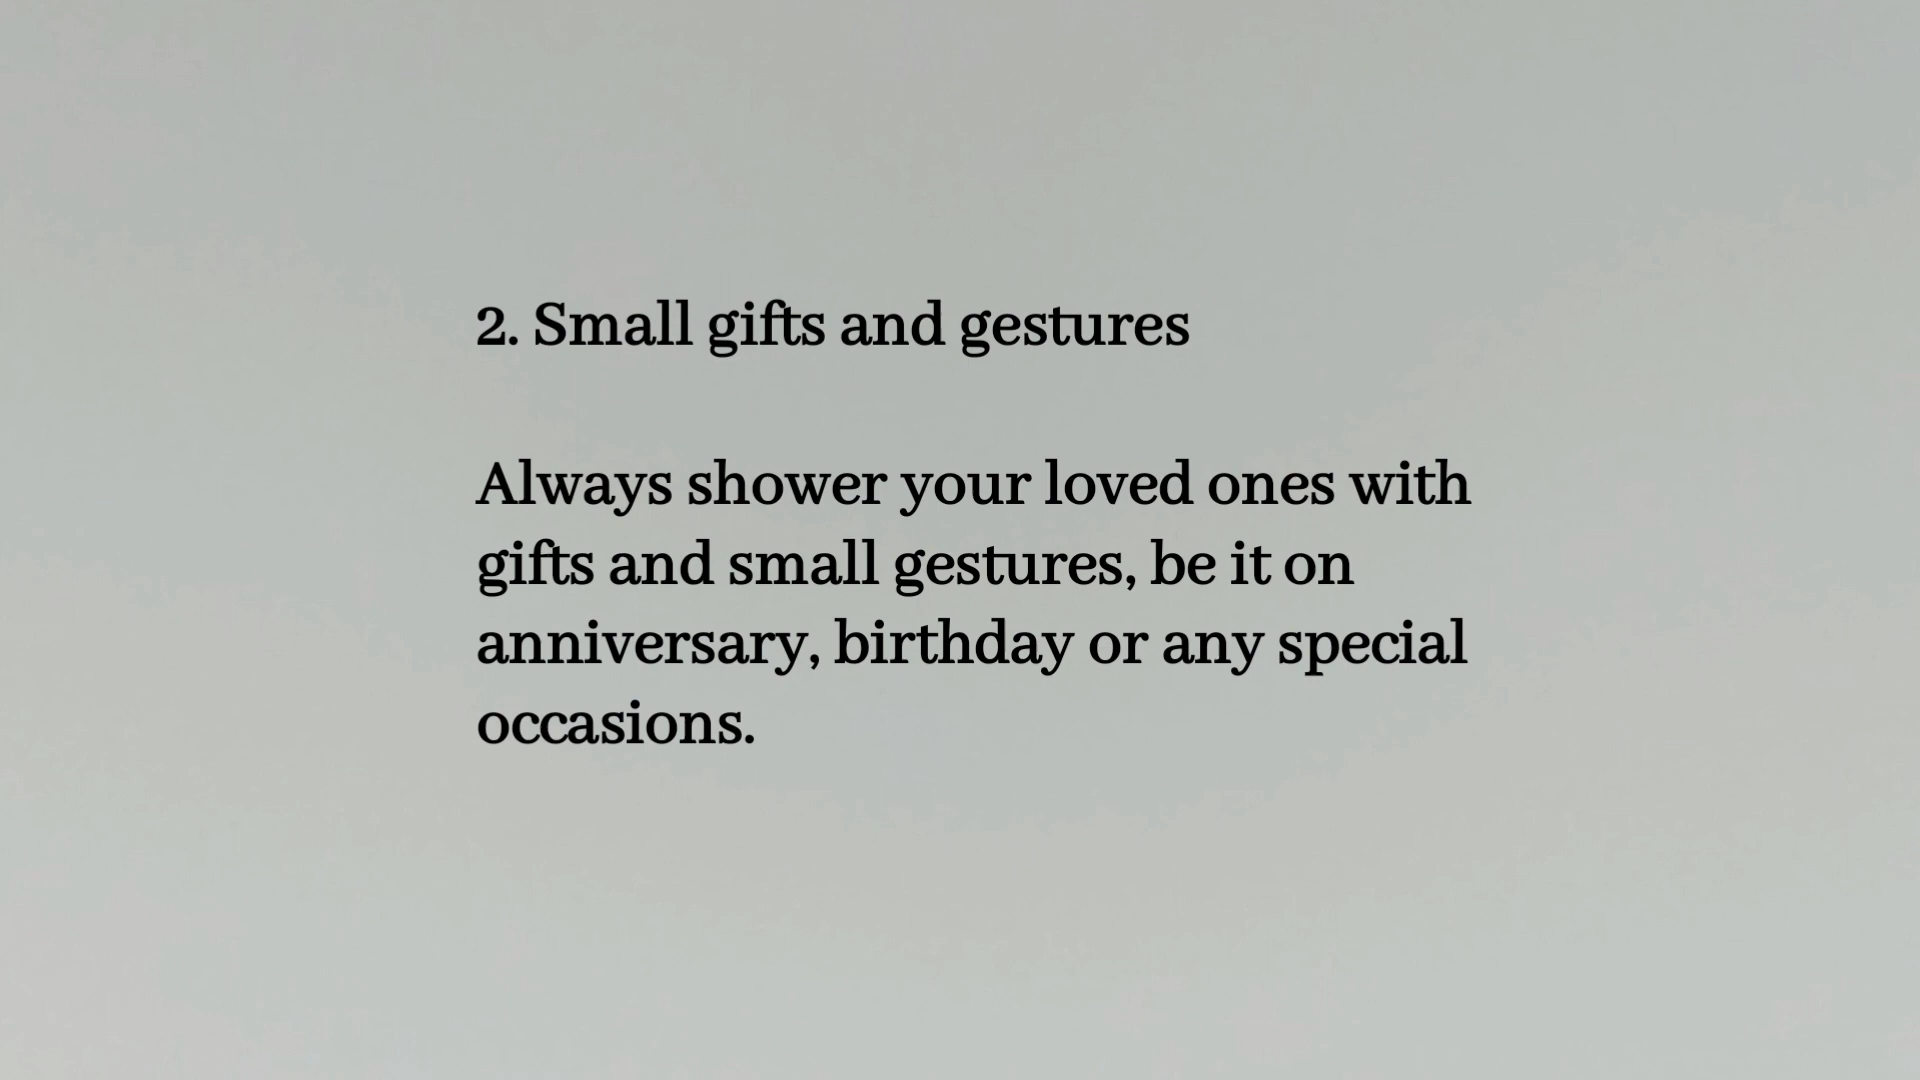 2. Small gifts and gestures
Always shower your loved ones with
gifts and small gestures, be it on
anniversary, birthday or any special
occasions.